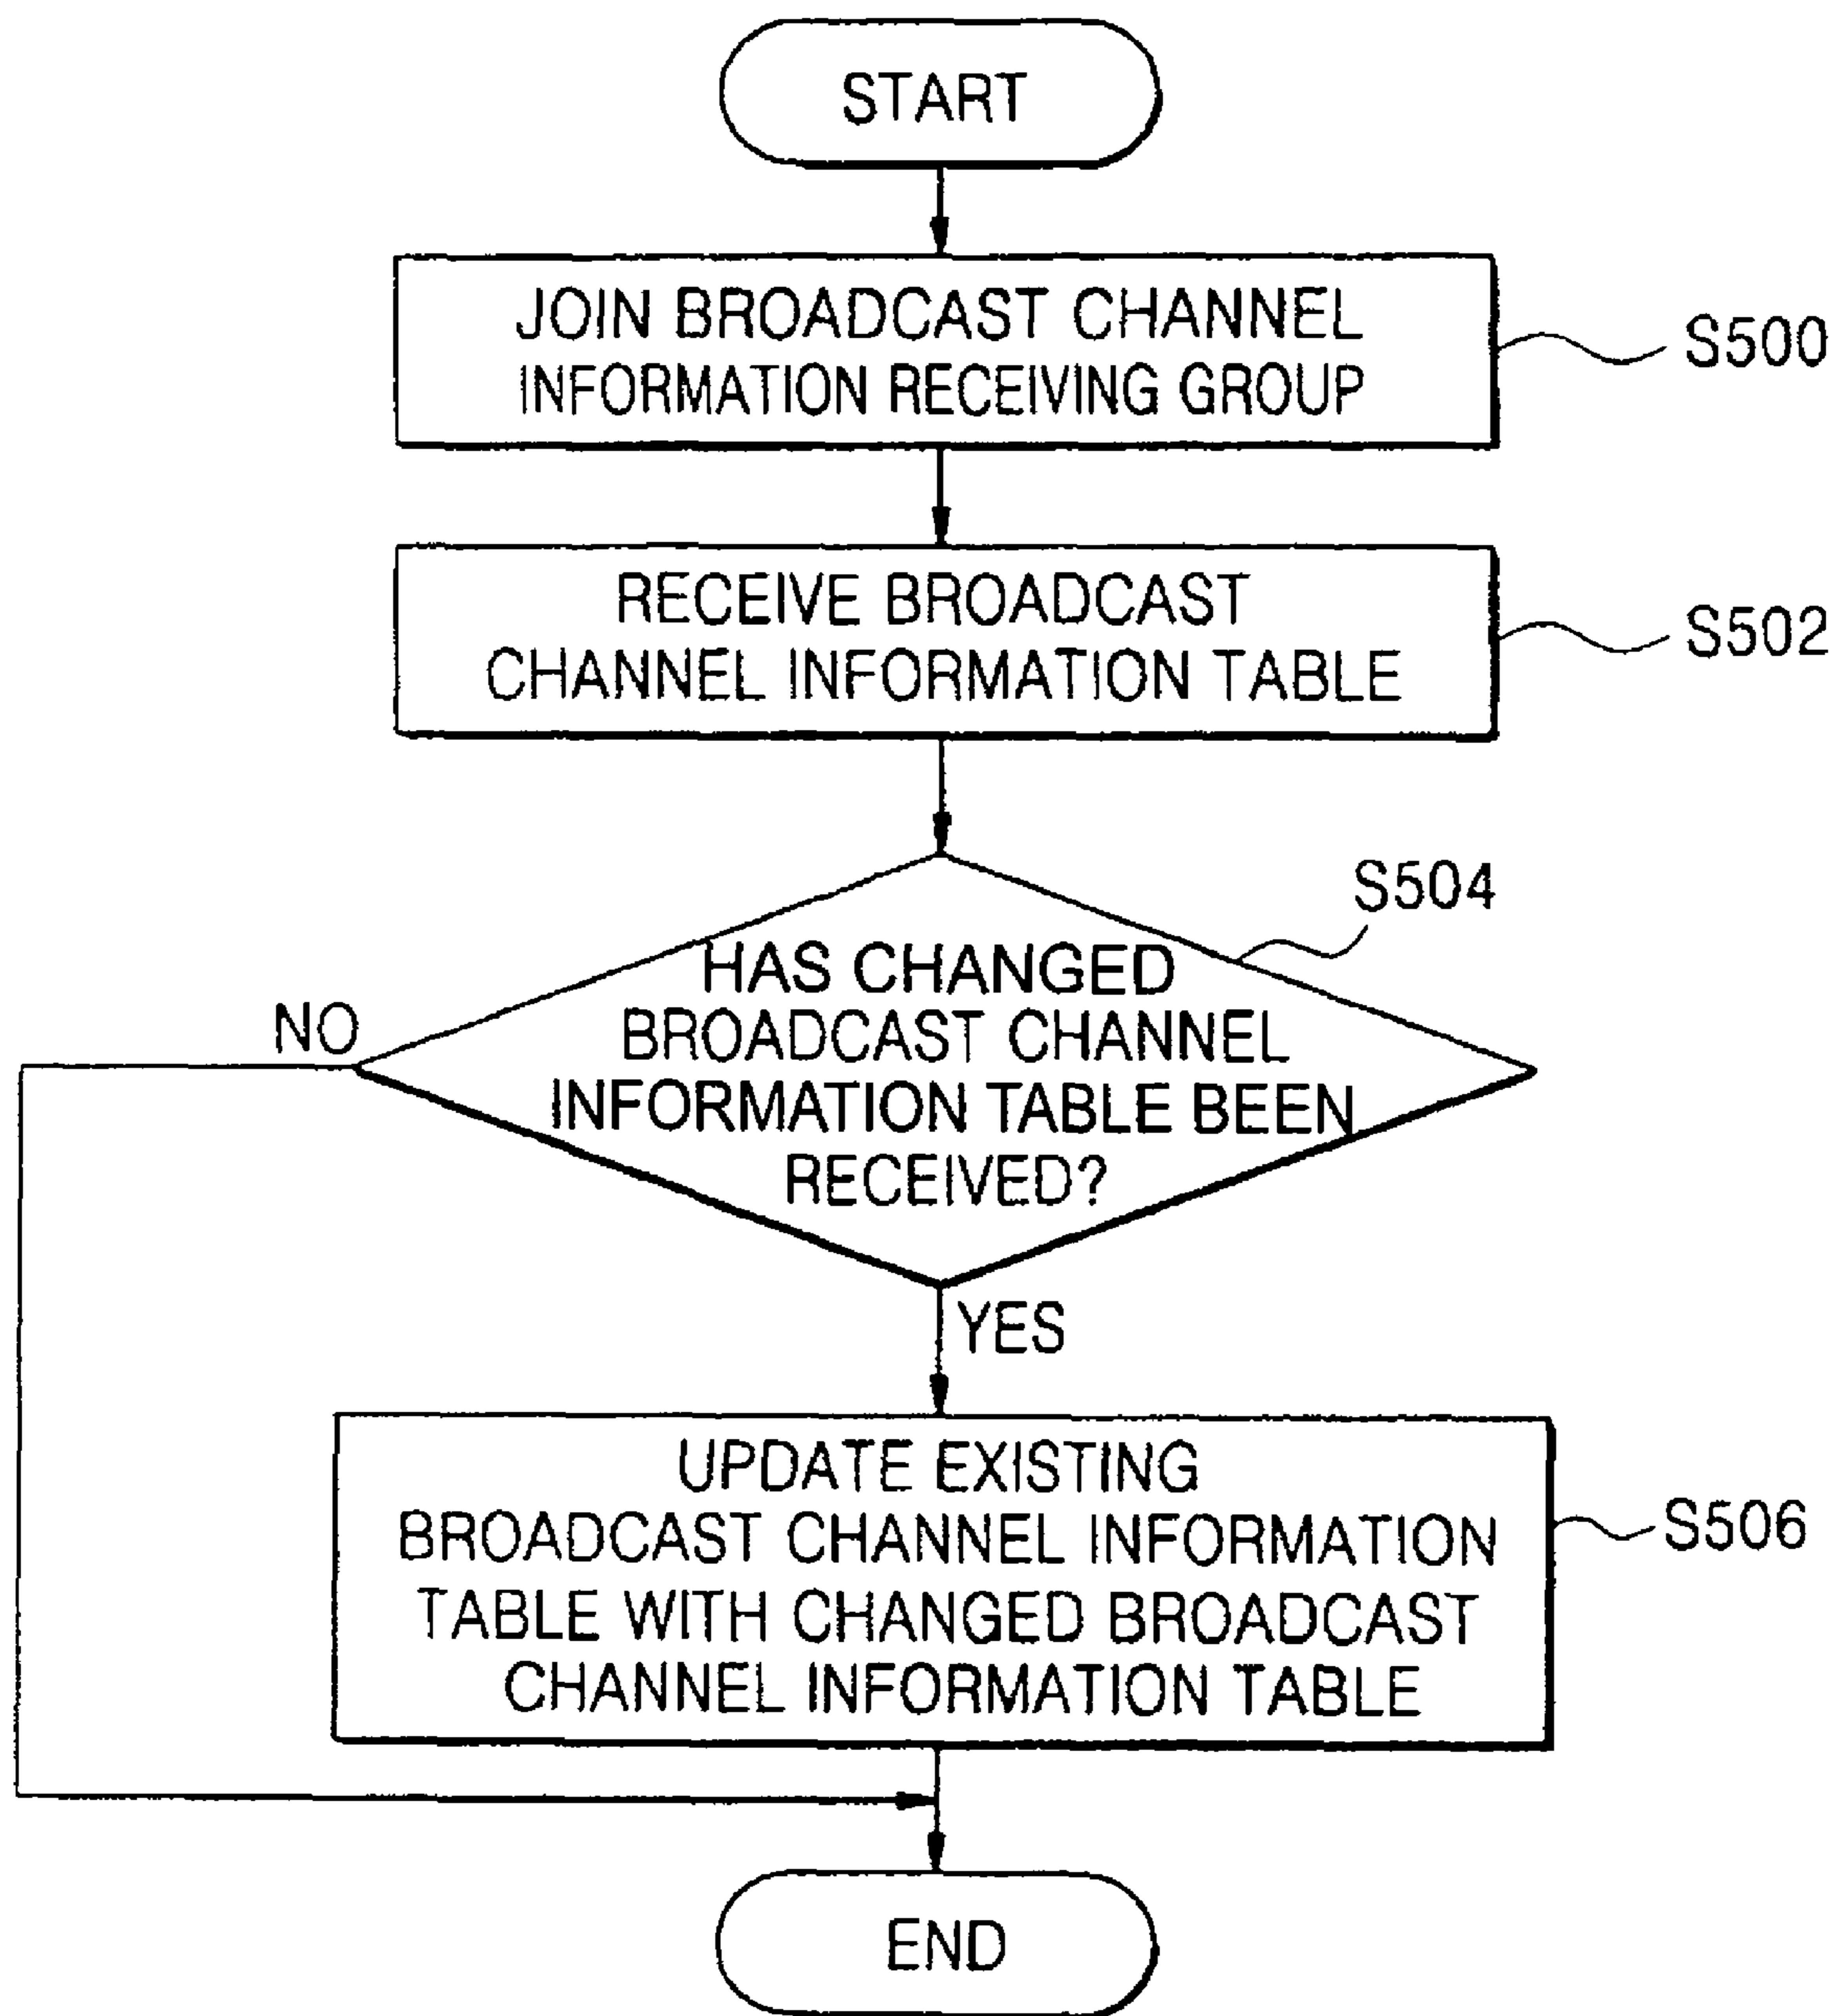 START
JOIN BROADCAST CHANNEL
INFORMATION RECEIVING GROUP
S500
RECEIVE BROADCAST
CHANNEL INFORMATION TABLE
S502
S504
HAS CHANGED
BROADCAST CHANNEL
INFORMATION TABLE BEEN
RECEIVED?
NO
YES
UPDATE EXISTING
BROADCAST CHANNEL INFORMATION
TABLE WITH CHANGED BROADCAST
CHANNEL INFORMATION TABLE
S506
END